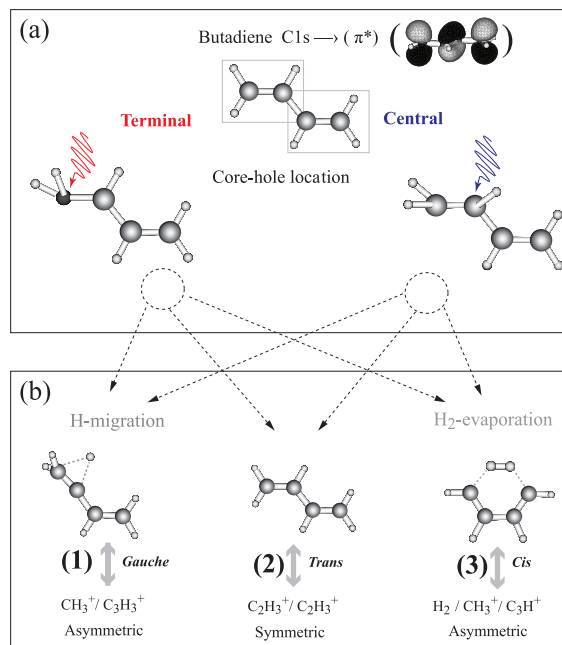 (a)
Butadiene C1s → ( π* )
Terminal
Central
Core-hole location
(b)
H-migration
H₂-evaporation
(1) Gauche
(2) Trans
(3) Cis
CH₃⁺/ C₃H₃⁺
C₂H₃⁺/ C₂H₃⁺
H₂ / CH₃⁺/ C₃H⁺
Asymmetric
Symmetric
Asymmetric